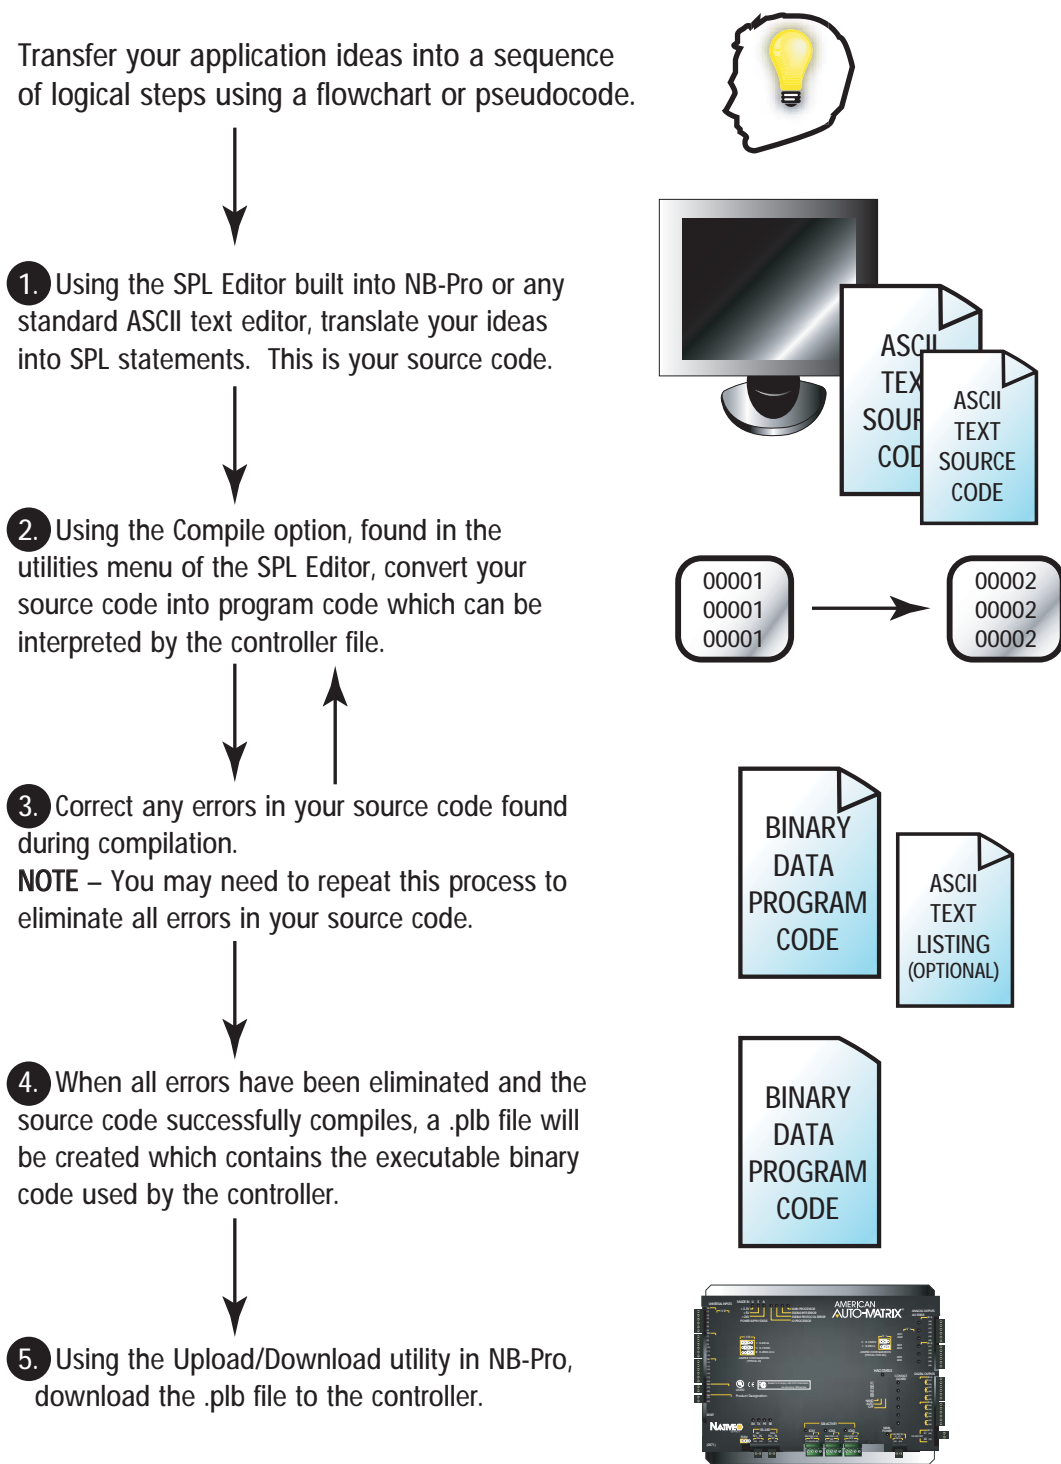 Transfer your application ideas into a sequence
of logical steps using a flowchart or pseudocode.
1. Using the SPL Editor built into NB-Pro or any
standard ASCII text editor, translate your ideas
into SPL statements. This is your source code.
ASCII
TEX
SOUR
COD
ASCII
TEXT
SOURCE
CODE
2. Using the Compile option, found in the
utilities menu of the SPL Editor, convert your
source code into program code which can be
interpreted by the controller file.
00001
00001
00001
00002
00002
00002
3. Correct any errors in your source code found
during compilation.
NOTE – You may need to repeat this process to
eliminate all errors in your source code.
BINARY
DATA
PROGRAM
CODE
ASCII
TEXT
LISTING
(OPTIONAL)
4. When all errors have been eliminated and the
source code successfully compiles, a .plb file will
be created which contains the executable binary
code used by the controller.
BINARY
DATA
PROGRAM
CODE
5. Using the Upload/Download utility in NB-Pro,
download the .plb file to the controller.
AMERICAN
AUTO-MATRIX
NATIVE